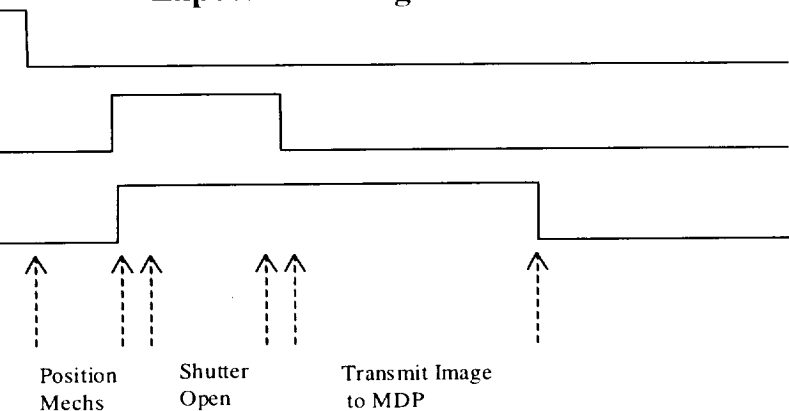 Position
Mechs
Shutter
Open
Transmit Image
to MDP